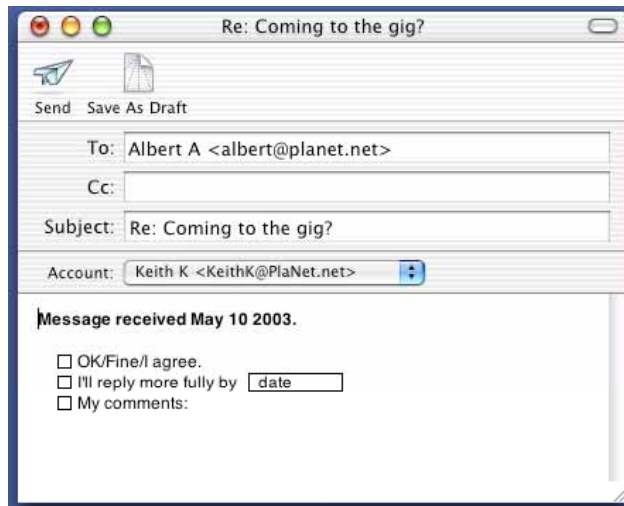 Re: Coming to the gig?
Send Save As Draft
To: Albert A <albert@planet.net>
Cc:
Subject: Re: Coming to the gig?
Account: Keith K <KeithK@PlaNet.net>
Message received May 10 2003.
OK/Fine/I agree.
I'll reply more fully by date
My comments: